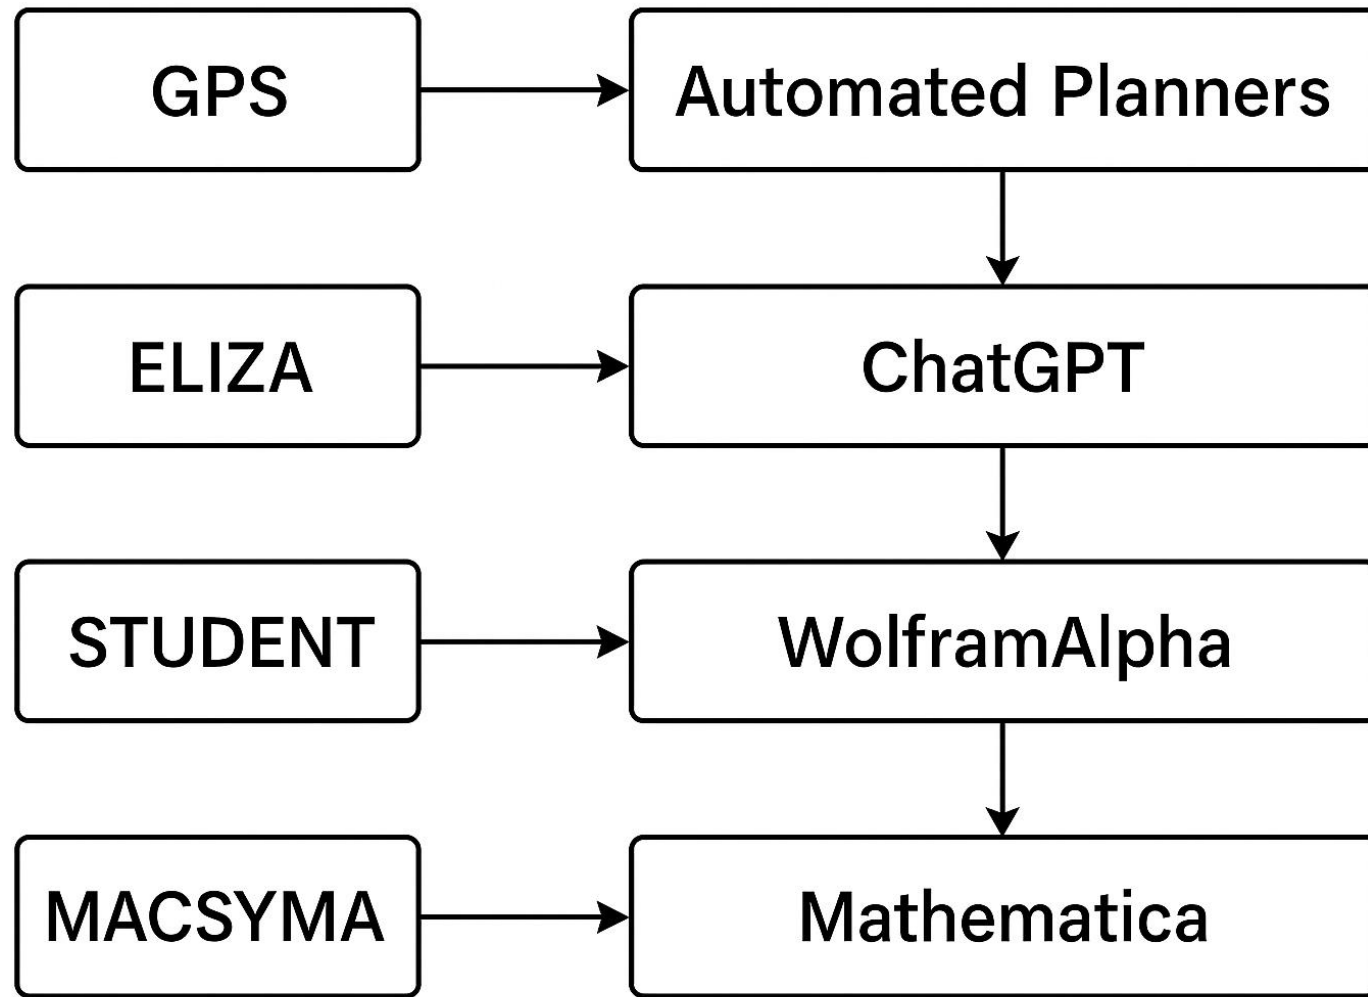 GPS
Automated Planners
ELIZA
ChatGPT
STUDENT
WolframAlpha
MACSYMA
Mathematica